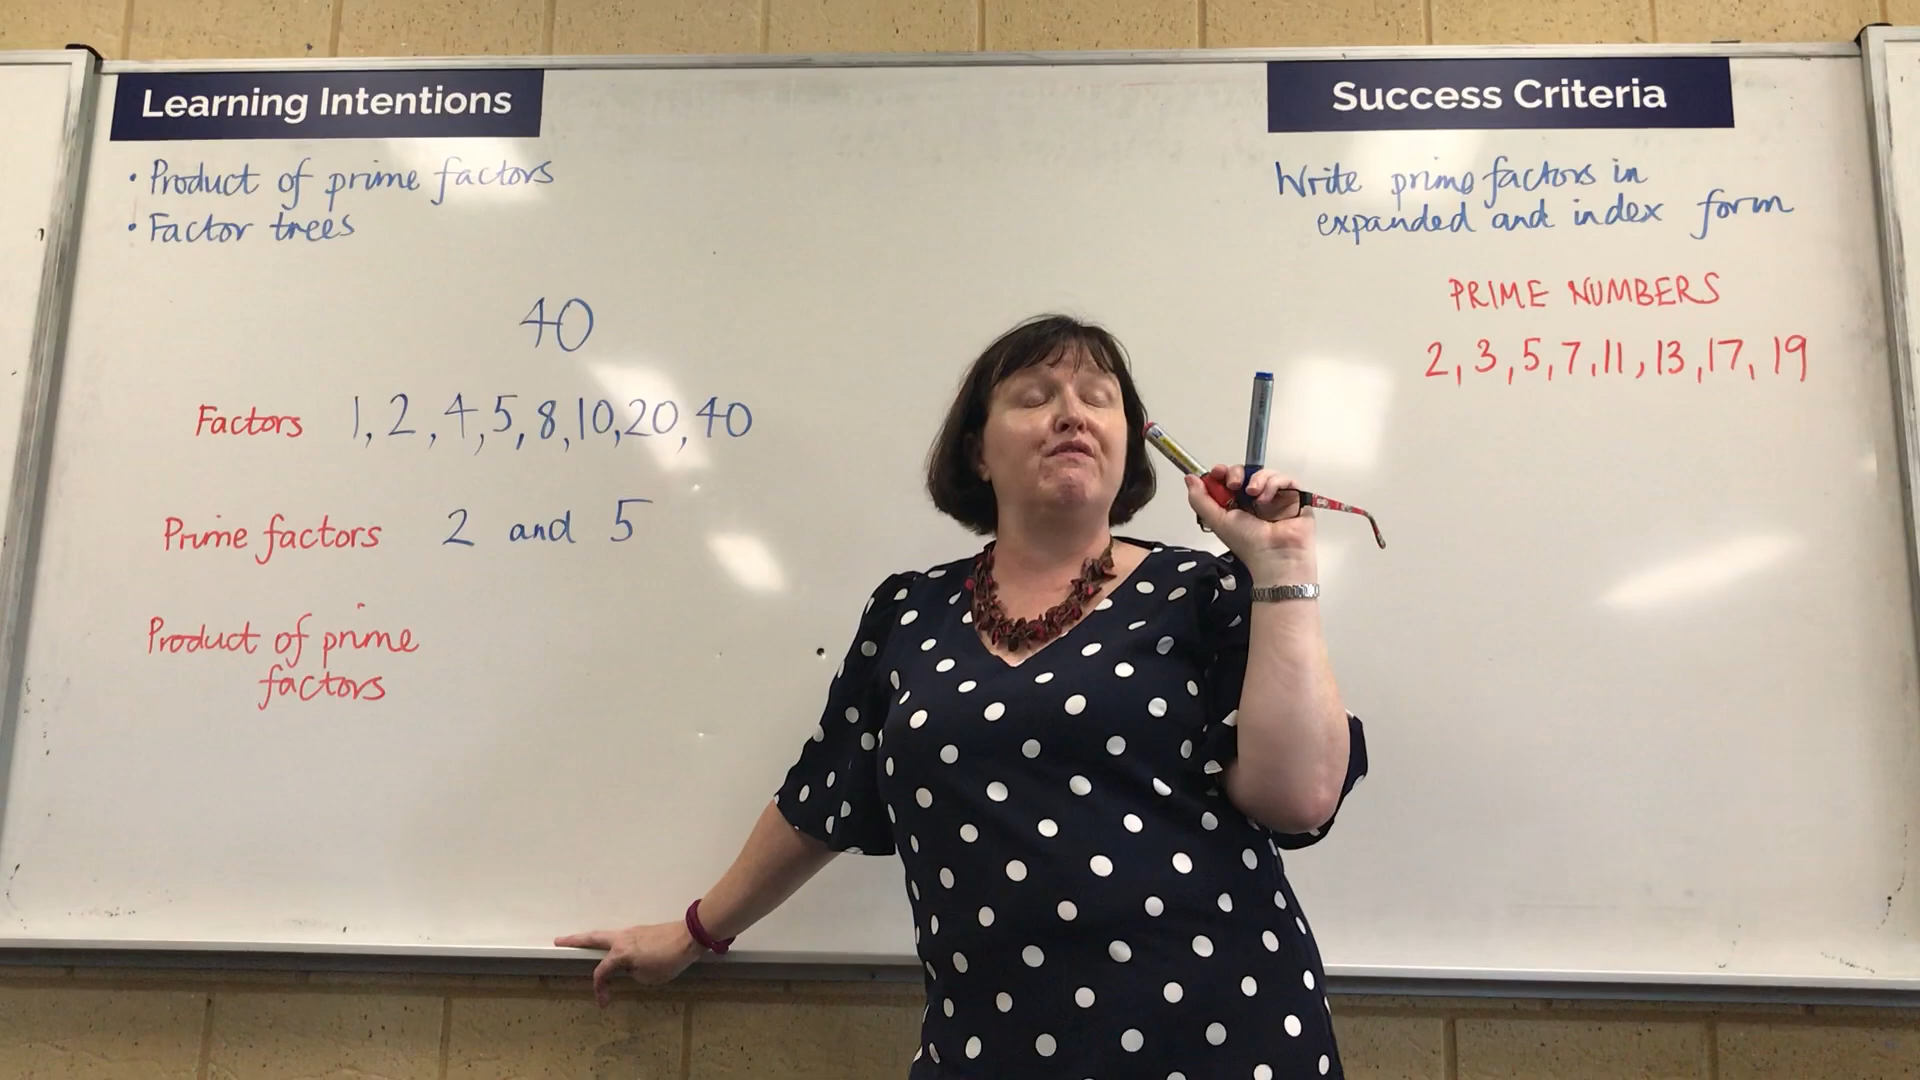 Learning Intentions
• Product of prime factors
• Factor trees
40
Factors 1, 2, 4, 5, 8, 10, 20, 40
Prime factors 2 and 5
Product of prime
factors
Success Criteria
Write prime factors in
expanded and index form
PRIME NUMBERS
2, 3, 5, 7, 11, 13, 17, 19